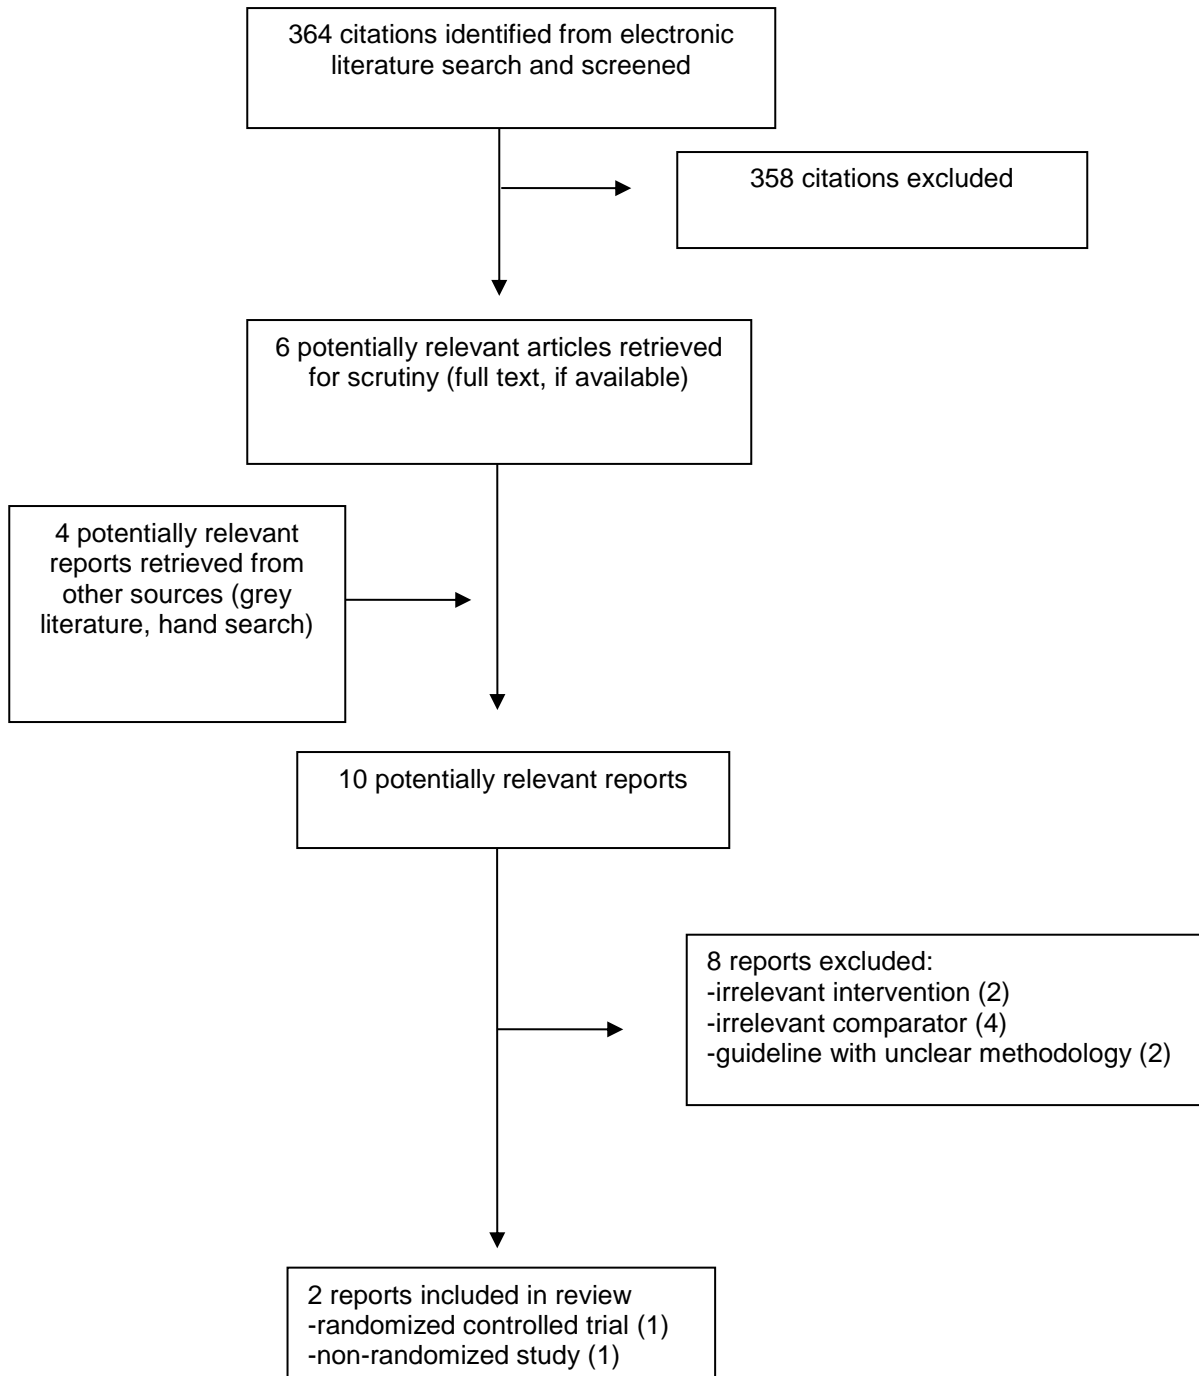 364 citations identified from electronic
literature search and screened
358 citations excluded
6 potentially relevant articles retrieved
for scrutiny (full text, if available)
4 potentially relevant
reports retrieved from
other sources (grey
literature, hand search)
10 potentially relevant reports
8 reports excluded:
-irrelevant intervention (2)
-irrelevant comparator (4)
-guideline with unclear methodology (2)
2 reports included in review
-randomized controlled trial (1)
-non-randomized study (1)